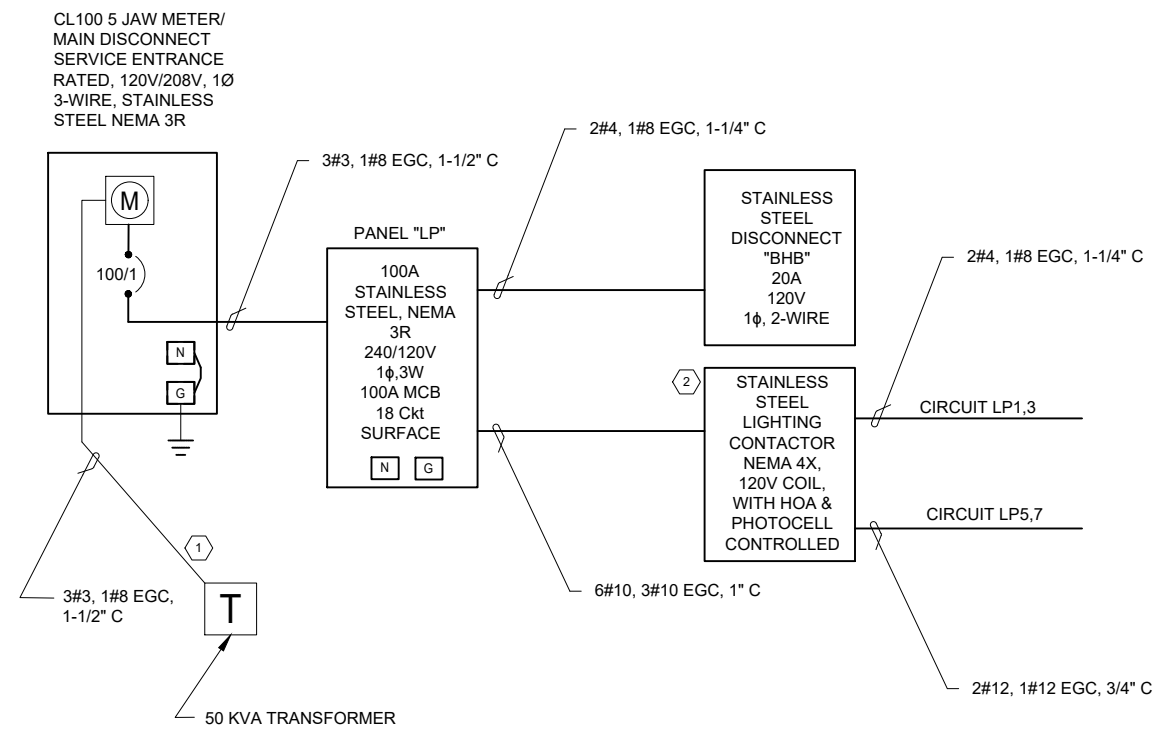 CL100 5 JAW METER/
MAIN DISCONNECT
SERVICE ENTRANCE
RATED, 120V/208V, 1Ø
3-WIRE, STAINLESS
STEEL NEMA 3R
M
100/1
N
G
3#3, 1#8 EGC, 1-1/2" C
PANEL "LP"
100A
STAINLESS
STEEL, NEMA
3R
240/120V
1ϕ,3W
100A MCB
18 Ckt
SURFACE
N G
2#4, 1#8 EGC, 1-1/4" C
STAINLESS
STEEL
DISCONNECT
"BHB"
20A
120V
1ϕ, 2-WIRE
2
STAINLESS
STEEL
LIGHTING
CONTACTOR
NEMA 4X,
120V COIL,
WITH HOA &
PHOTOCELL
CONTROLLED
2#4, 1#8 EGC, 1-1/4" C
CIRCUIT LP1,3
CIRCUIT LP5,7
6#10, 3#10 EGC, 1" C
2#12, 1#12 EGC, 3/4" C
1
3#3, 1#8 EGC,
1-1/2" C
T
50 KVA TRANSFORMER